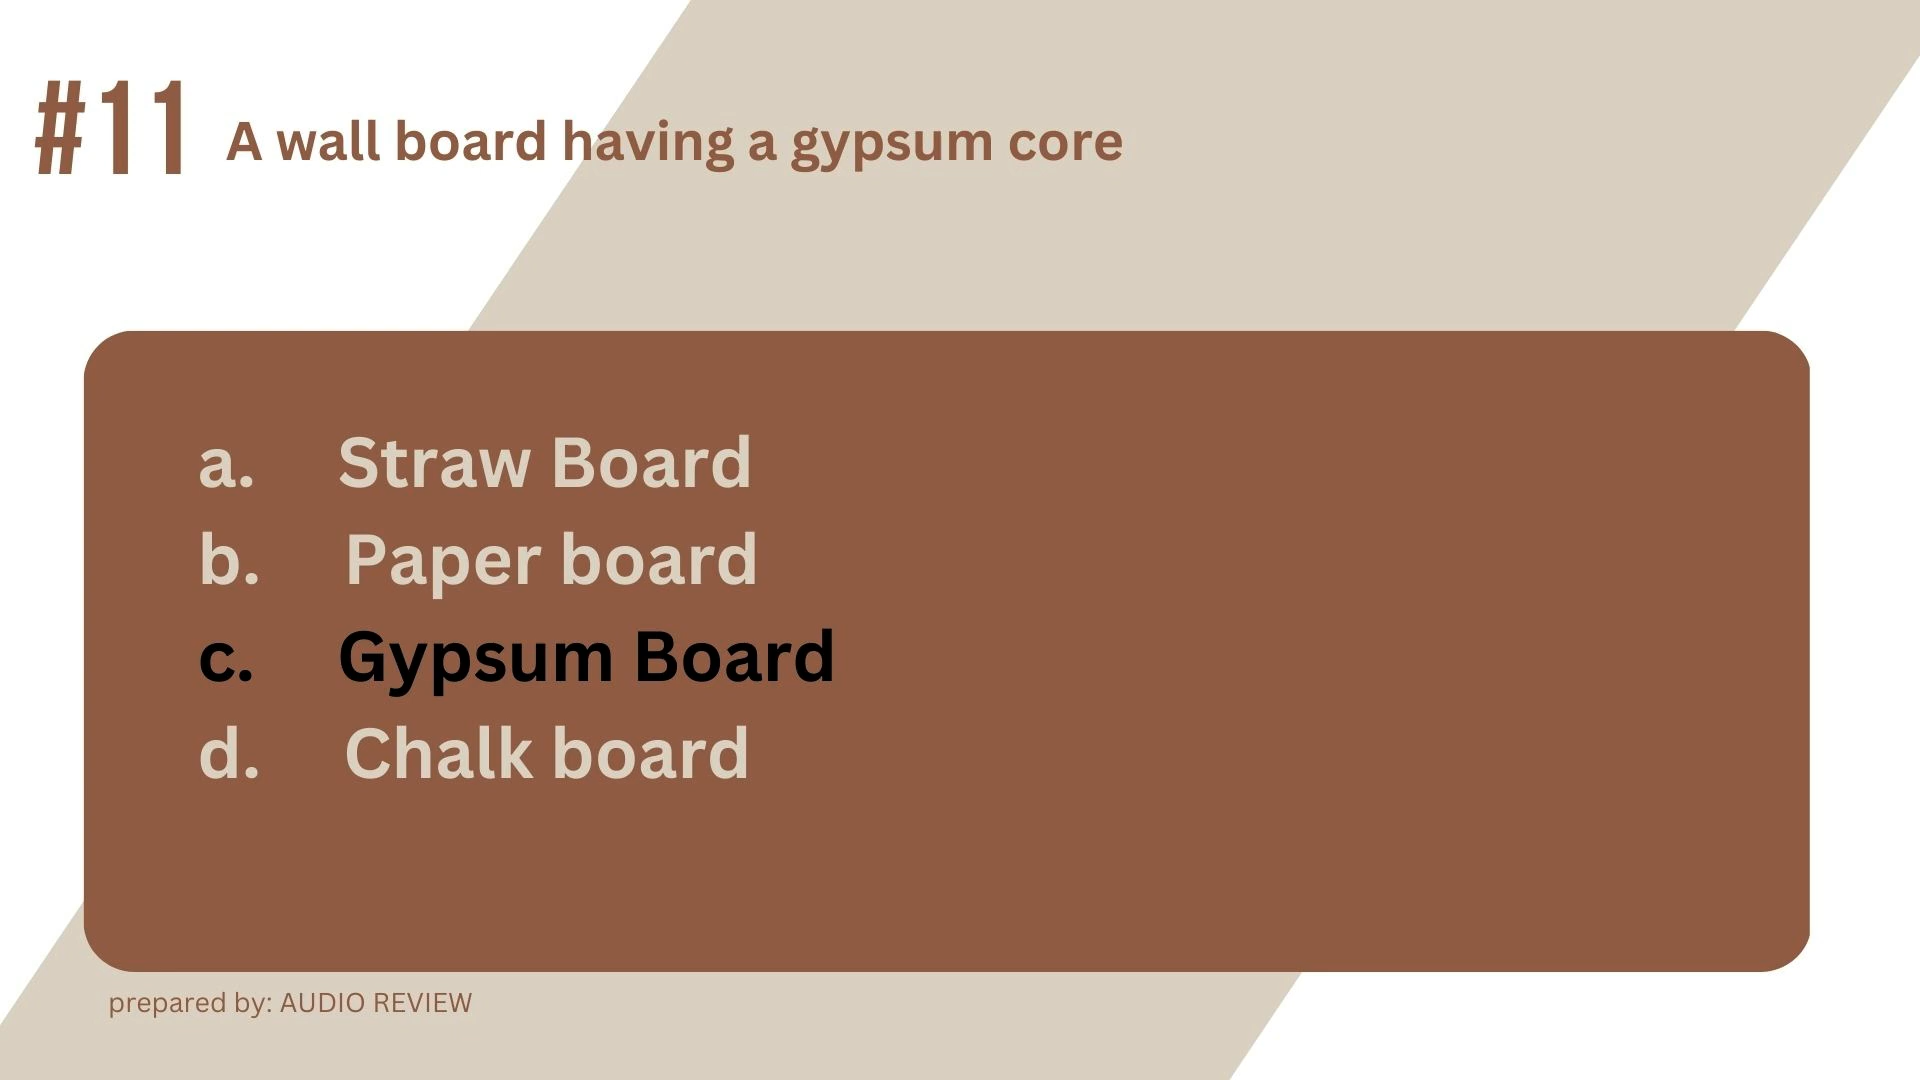 #11 A wall board having a gypsum core
a. Straw Board
b. Paper board
c. Gypsum Board
d. Chalk board
prepared by: AUDIO REVIEW